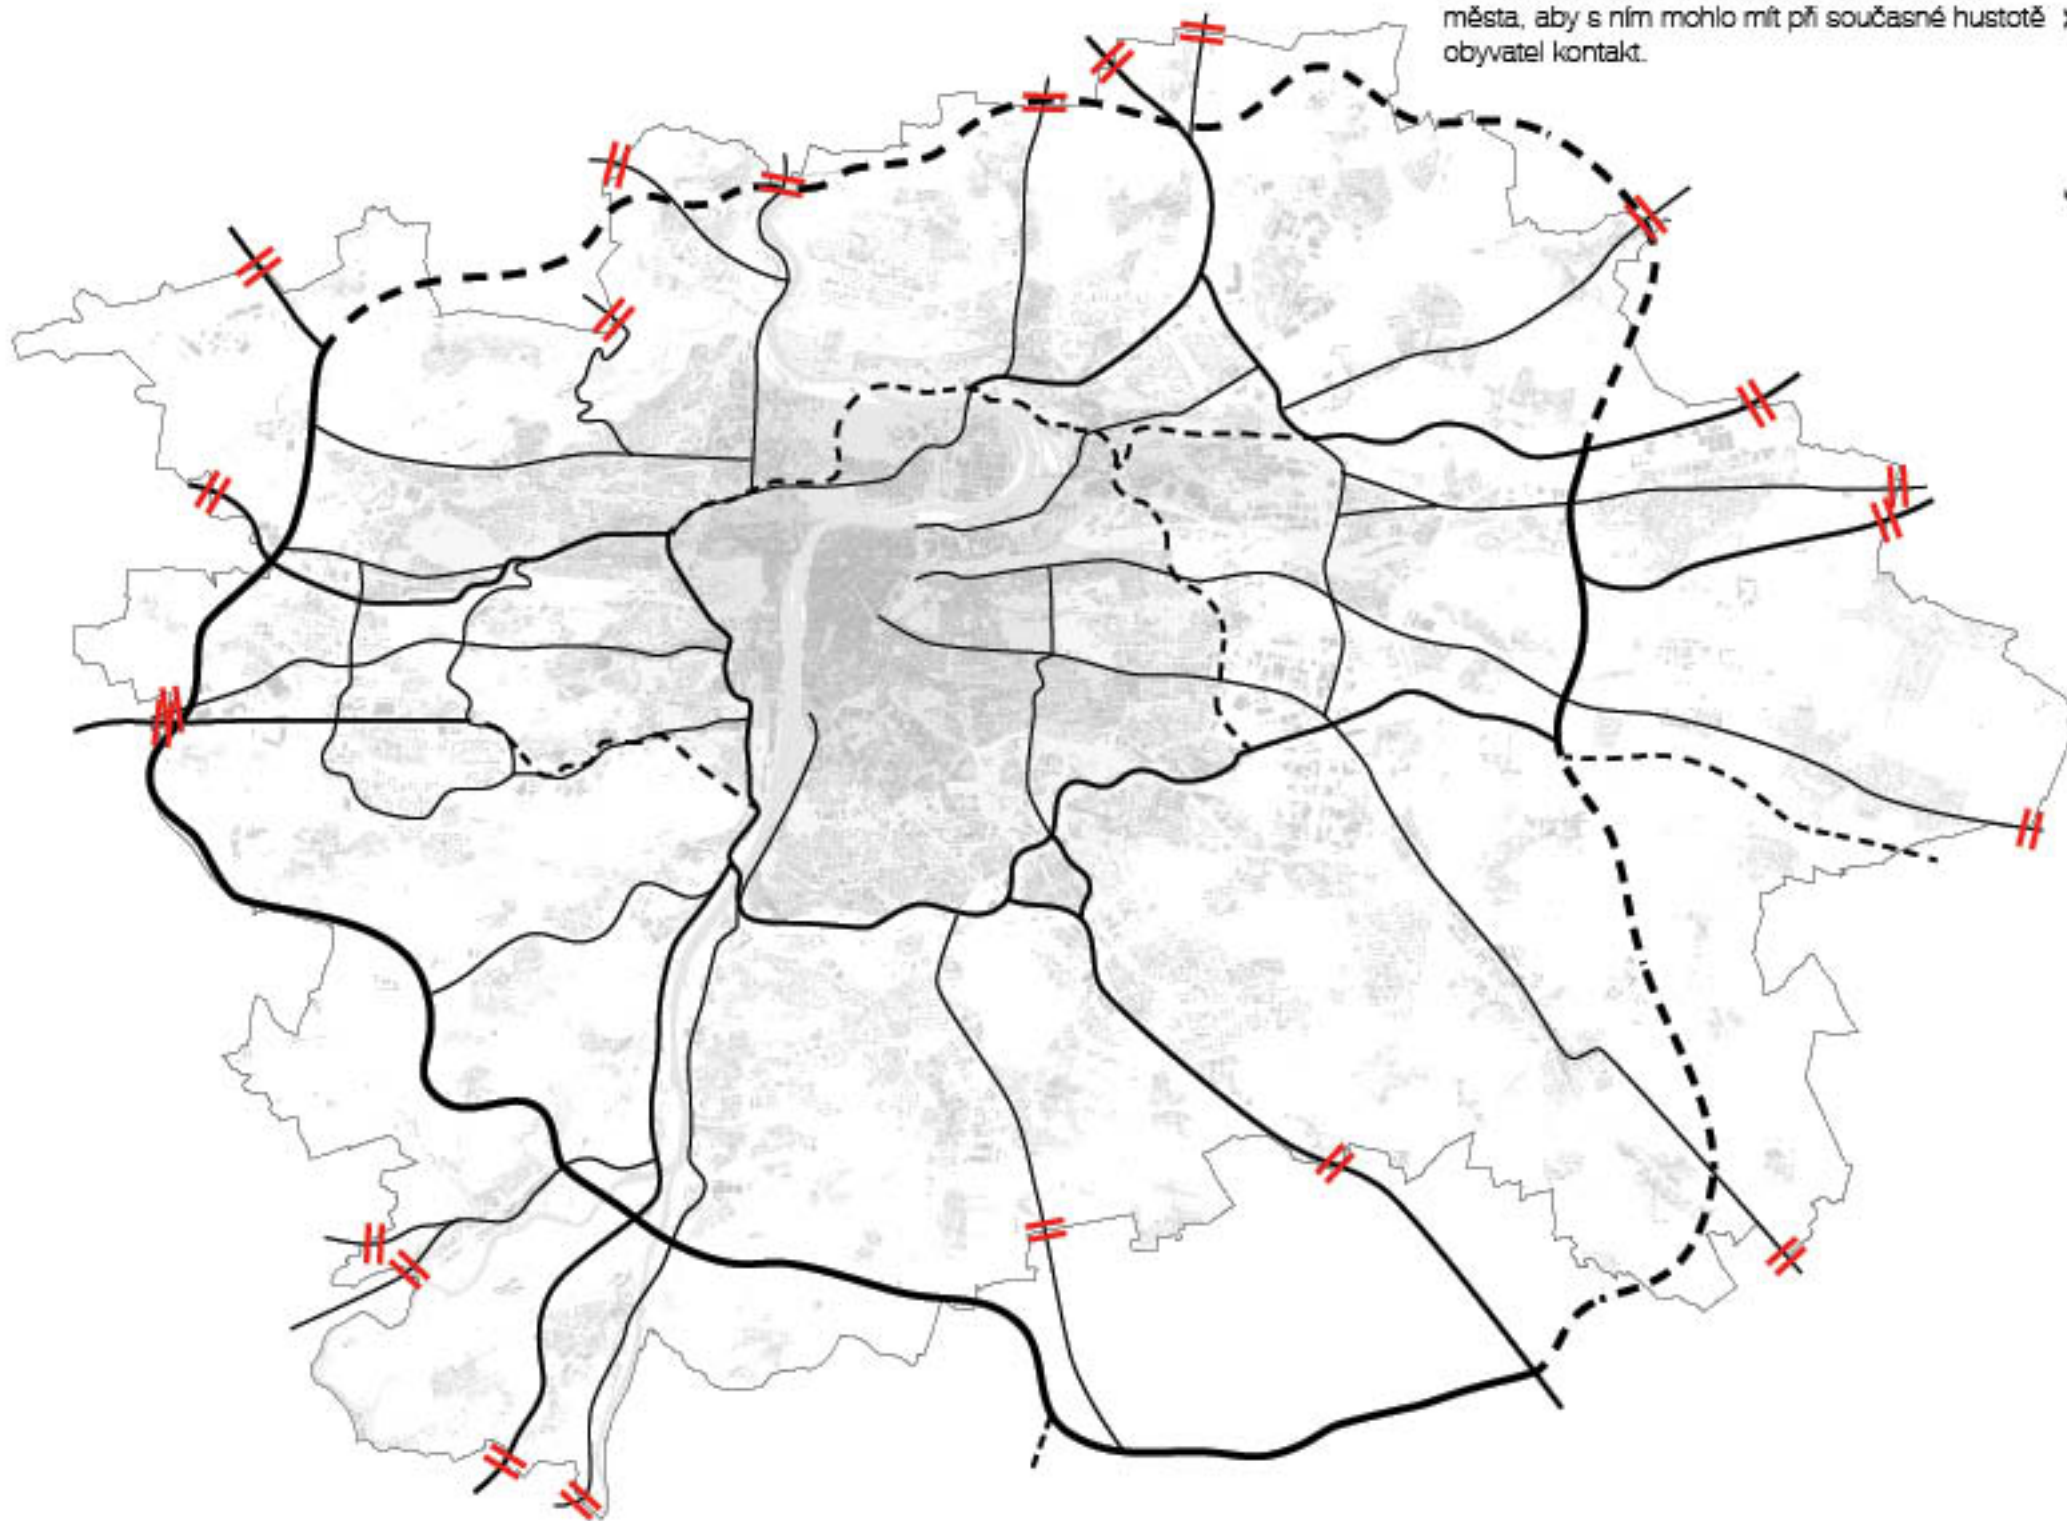 města, aby s ním mohlo mít při současné hustotě
obyvatel kontakt.